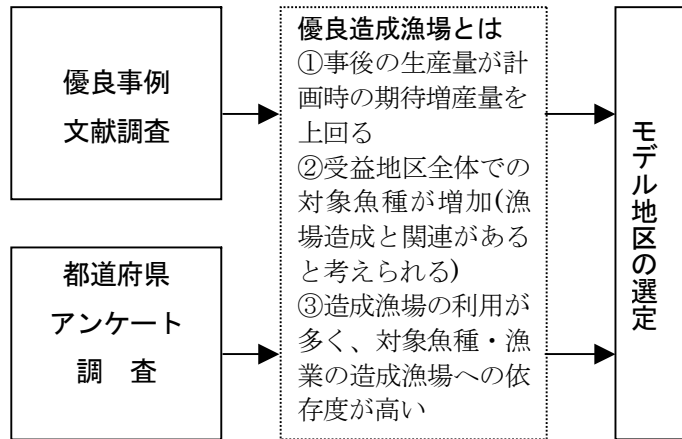 優良事例
文献調査
都道府県
アンケート
調　査
優良造成漁場とは
①事後の生産量が計
画時の期待増産量を
上回る
②受益地区全体での
対象魚種が増加(漁
場造成と関連がある
と考えられる)
③造成漁場の利用が
多く、対象魚種・漁
業の造成漁場への依
存度が高い
モデル地区の選定